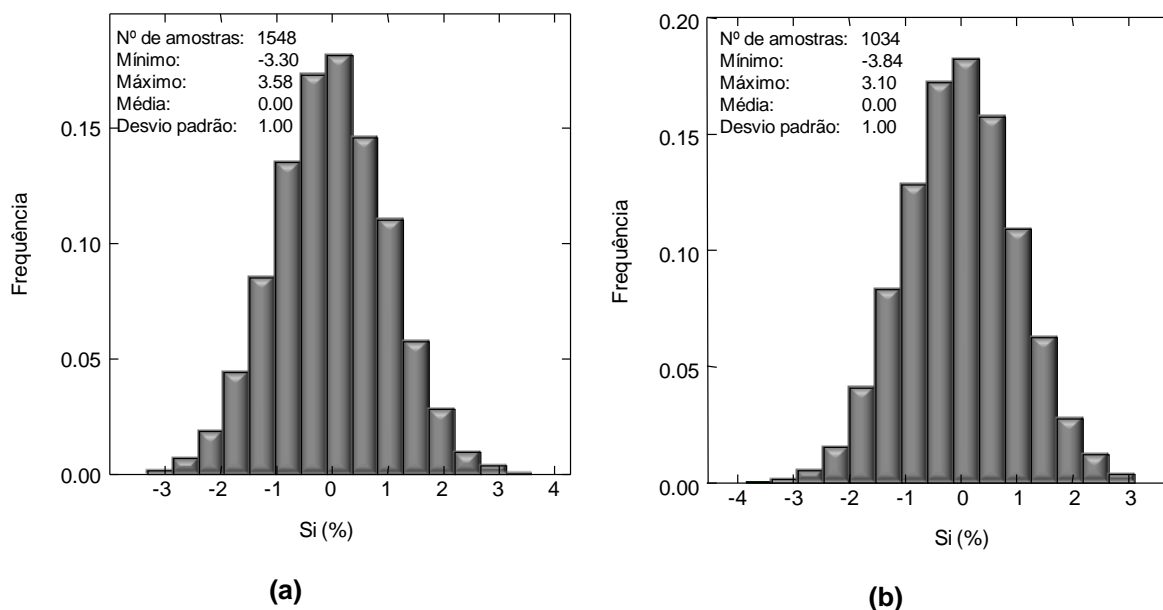 Nº de amostras: 1548
Mínimo: -3.30
Máximo: 3.58
Média: 0.00
Desvio padrão: 1.00
0.15
0.10
0.05
0.00
Frequência
-3 -2 -1 0 1 2 3 4
Si (%)
(a)
0.20
Nº de amostras: 1034
Mínimo: -3.84
Máximo: 3.10
Média: 0.00
Desvio padrão: 1.00
0.15
0.10
0.05
0.00
Frequência
-4 -3 -2 -1 0 1 2 3
Si (%)
(b)